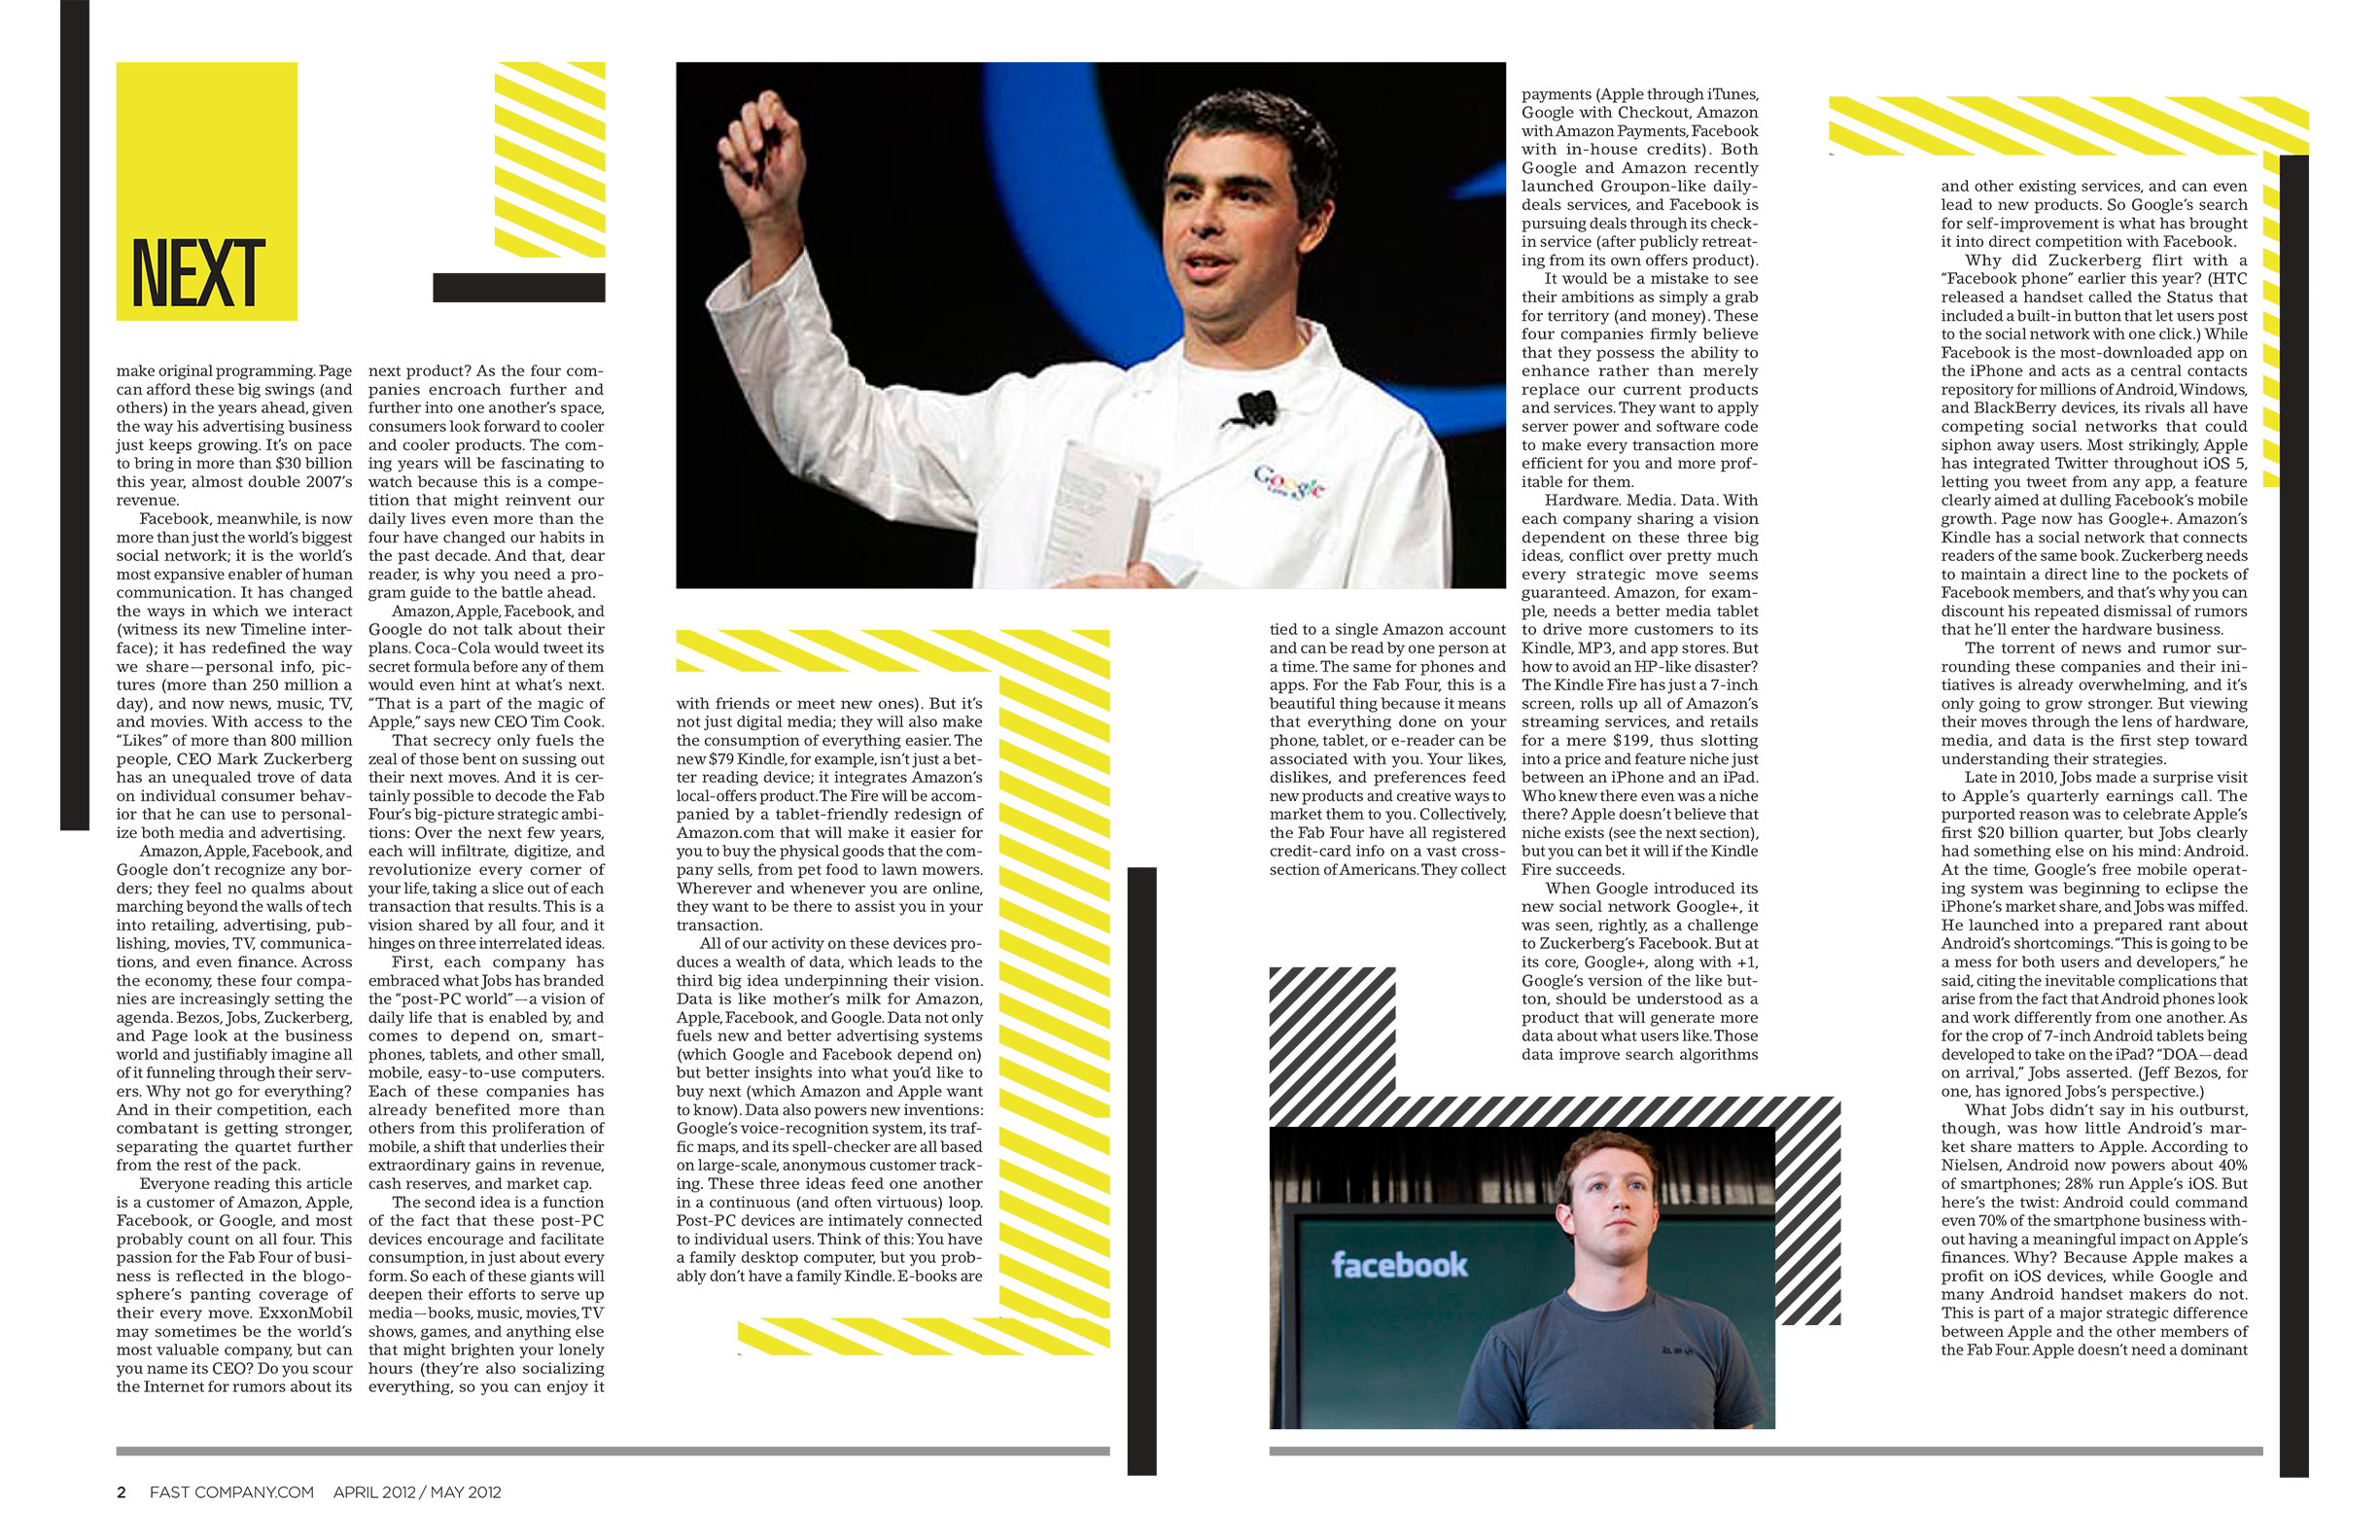 NEXT
make original programming. Page
can afford these big swings (and
others) in the years ahead, given
the way his advertising business
just keeps growing. It's on pace
to bring in more than $30 billion
this year, almost double 2007's
revenue.
Facebook, meanwhile, is now
more than just the world's biggest
social network; it is the world's
most expansive enabler of human
communication. It has changed
the ways in which we interact
(witness its new Timeline inter-
face); it has redefined the way
we share—personal info, pic-
tures (more than 250 million a
day), and now news, music, TV,
and movies. With access to the
“Likes” of more than 800 million
people, CEO Mark Zuckerberg
has an unequaled trove of data
on individual consumer behav-
ior that he can use to personal-
ize both media and advertising.
Amazon, Apple, Facebook, and
Google don't recognize any bor-
ders; they feel no qualms about
marching beyond the walls of tech
into retailing, advertising, pub-
lishing, movies, TV, communica-
tions, and even finance. Across
the economy, these four compa-
nies are increasingly setting the
agenda. Bezos, Jobs, Zuckerberg,
and Page look at the business
world and justifiably imagine all
of it funneling through their serv-
ers. Why not go for everything?
And in their competition, each
combatant is getting stronger,
separating the quartet further
from the rest of the pack.
Everyone reading this article
is a customer of Amazon, Apple,
Facebook, or Google, and most
probably count on all four. This
passion for the Fab Four of busi-
ness is reflected in the blogo-
sphere's panting coverage of
their every move. ExxonMobil
may sometimes be the world's
most valuable company, but can
you name its CEO? Do you scour
the Internet for rumors about its
next product? As the four com-
panies encroach further and
further into one another's space,
consumers look forward to cooler
and cooler products. The com-
ing years will be fascinating to
watch because this is a compe-
tition that might reinvent our
daily lives even more than the
four have changed our habits in
the past decade. And that, dear
reader, is why you need a pro-
gram guide to the battle ahead.
Amazon, Apple, Facebook, and
Google do not talk about their
plans. Coca-Cola would tweet its
secret formula before any of them
would even hint at what's next.
“That is a part of the magic of
Apple,” says new CEO Tim Cook.
That secrecy only fuels the
zeal of those bent on sussing out
their next moves. And it is cer-
tainly possible to decode the Fab
Four's big-picture strategic ambi-
tions: Over the next few years,
each will infiltrate, digitize, and
revolutionize every corner of
your life, taking a slice out of each
transaction that results. This is a
vision shared by all four, and it
hinges on three interrelated ideas.
First, each company has
embraced what Jobs has branded
the “post-PC world”—a vision of
daily life that is enabled by, and
comes to depend on, smart-
phones, tablets, and other small,
mobile, easy-to-use computers.
Each of these companies has
already benefited more than
others from this proliferation of
mobile, a shift that underlies their
extraordinary gains in revenue,
cash reserves, and market cap.
The second idea is a function
of the fact that these post-PC
devices encourage and facilitate
consumption, in just about every
form. So each of these giants will
deepen their efforts to serve up
media—books, music, movies, TV
shows, games, and anything else
that might brighten your lonely
hours (they're also socializing
everything, so you can enjoy it
Google
with friends or meet new ones). But it's
not just digital media; they will also make
the consumption of everything easier. The
new $79 Kindle, for example, isn't just a bet-
ter reading device; it integrates Amazon's
local-offers product. The Fire will be accom-
panied by a tablet-friendly redesign of
Amazon.com that will make it easier for
you to buy the physical goods that the com-
pany sells, from pet food to lawn mowers.
Wherever and whenever you are online,
they want to be there to assist you in your
transaction.
All of our activity on these devices pro-
duces a wealth of data, which leads to the
third big idea underpinning their vision.
Data is like mother's milk for Amazon,
Apple, Facebook, and Google. Data not only
fuels new and better advertising systems
(which Google and Facebook depend on)
but better insights into what you'd like to
buy next (which Amazon and Apple want
to know). Data also powers new inventions:
Google's voice-recognition system, its traf-
fic maps, and its spell-checker are all based
on large-scale, anonymous customer track-
ing. These three ideas feed one another
in a continuous (and often virtuous) loop.
Post-PC devices are intimately connected
to individual users. Think of this: You have
a family desktop computer, but you prob-
ably don't have a family Kindle. E-books are
tied to a single Amazon account
and can be read by one person at
a time. The same for phones and
apps. For the Fab Four, this is a
beautiful thing because it means
that everything done on your
phone, tablet, or e-reader can be
associated with you. Your likes,
dislikes, and preferences feed
new products and creative ways to
market them to you. Collectively,
the Fab Four have all registered
credit-card info on a vast cross-
section of Americans. They collect
payments (Apple through iTunes,
Google with Checkout, Amazon
with Amazon Payments, Facebook
with in-house credits). Both
Google and Amazon recently
launched Groupon-like daily-
deals services, and Facebook is
pursuing deals through its check-
in service (after publicly retreat-
ing from its own offers product).
It would be a mistake to see
their ambitions as simply a grab
for territory (and money). These
four companies firmly believe
that they possess the ability to
enhance rather than merely
replace our current products
and services. They want to apply
server power and software code
to make every transaction more
efficient for you and more prof-
itable for them.
Hardware. Media. Data. With
each company sharing a vision
dependent on these three big
ideas, conflict over pretty much
every strategic move seems
guaranteed. Amazon, for exam-
ple, needs a better media tablet
to drive more customers to its
Kindle, MP3, and app stores. But
how to avoid an HP-like disaster?
The Kindle Fire has just a 7-inch
screen, rolls up all of Amazon's
streaming services, and retails
for a mere $199, thus slotting
into a price and feature niche just
between an iPhone and an iPad.
Who knew there even was a niche
there? Apple doesn't believe that
niche exists (see the next section),
but you can bet it will if the Kindle
Fire succeeds.
When Google introduced its
new social network Google+, it
was seen, rightly, as a challenge
to Zuckerberg's Facebook. But at
its core, Google+, along with +1,
Google's version of the like but-
ton, should be understood as a
product that will generate more
data about what users like. Those
data improve search algorithms
facebook
and other existing services, and can even
lead to new products. So Google's search
for self-improvement is what has brought
it into direct competition with Facebook.
Why did Zuckerberg flirt with a
“Facebook phone” earlier this year? (HTC
released a handset called the Status that
included a built-in button that let users post
to the social network with one click.) While
Facebook is the most-downloaded app on
the iPhone and acts as a central contacts
repository for millions of Android, Windows,
and BlackBerry devices, its rivals all have
competing social networks that could
siphon away users. Most strikingly, Apple
has integrated Twitter throughout iOS 5,
letting you tweet from any app, a feature
clearly aimed at dulling Facebook's mobile
growth. Page now has Google+. Amazon's
Kindle has a social network that connects
readers of the same book. Zuckerberg needs
to maintain a direct line to the pockets of
Facebook members, and that's why you can
discount his repeated dismissal of rumors
that he'll enter the hardware business.
The torrent of news and rumor sur-
rounding these companies and their ini-
tiatives is already overwhelming, and it's
only going to grow stronger. But viewing
their moves through the lens of hardware,
media, and data is the first step toward
understanding their strategies.
Late in 2010, Jobs made a surprise visit
to Apple's quarterly earnings call. The
purported reason was to celebrate Apple's
first $20 billion quarter, but Jobs clearly
had something else on his mind: Android.
At the time, Google's free mobile operat-
ing system was beginning to eclipse the
iPhone's market share, and Jobs was miffed.
He launched into a prepared rant about
Android's shortcomings. “This is going to be
a mess for both users and developers,” he
said, citing the inevitable complications that
arise from the fact that Android phones look
and work differently from one another. As
for the crop of 7-inch Android tablets being
developed to take on the iPad? “DOA—dead
on arrival,” Jobs asserted. (Jeff Bezos, for
one, has ignored Jobs's perspective.)
What Jobs didn't say in his outburst,
though, was how little Android's mar-
ket share matters to Apple. According to
Nielsen, Android now powers about 40%
of smartphones; 28% run Apple's iOS. But
here's the twist: Android could command
even 70% of the smartphone business with-
out having a meaningful impact on Apple's
finances. Why? Because Apple makes a
profit on iOS devices, while Google and
many Android handset makers do not.
This is part of a major strategic difference
between Apple and the other members of
the Fab Four. Apple doesn't need a dominant
2 FAST COMPANY.COM APRIL 2012 / MAY 2012